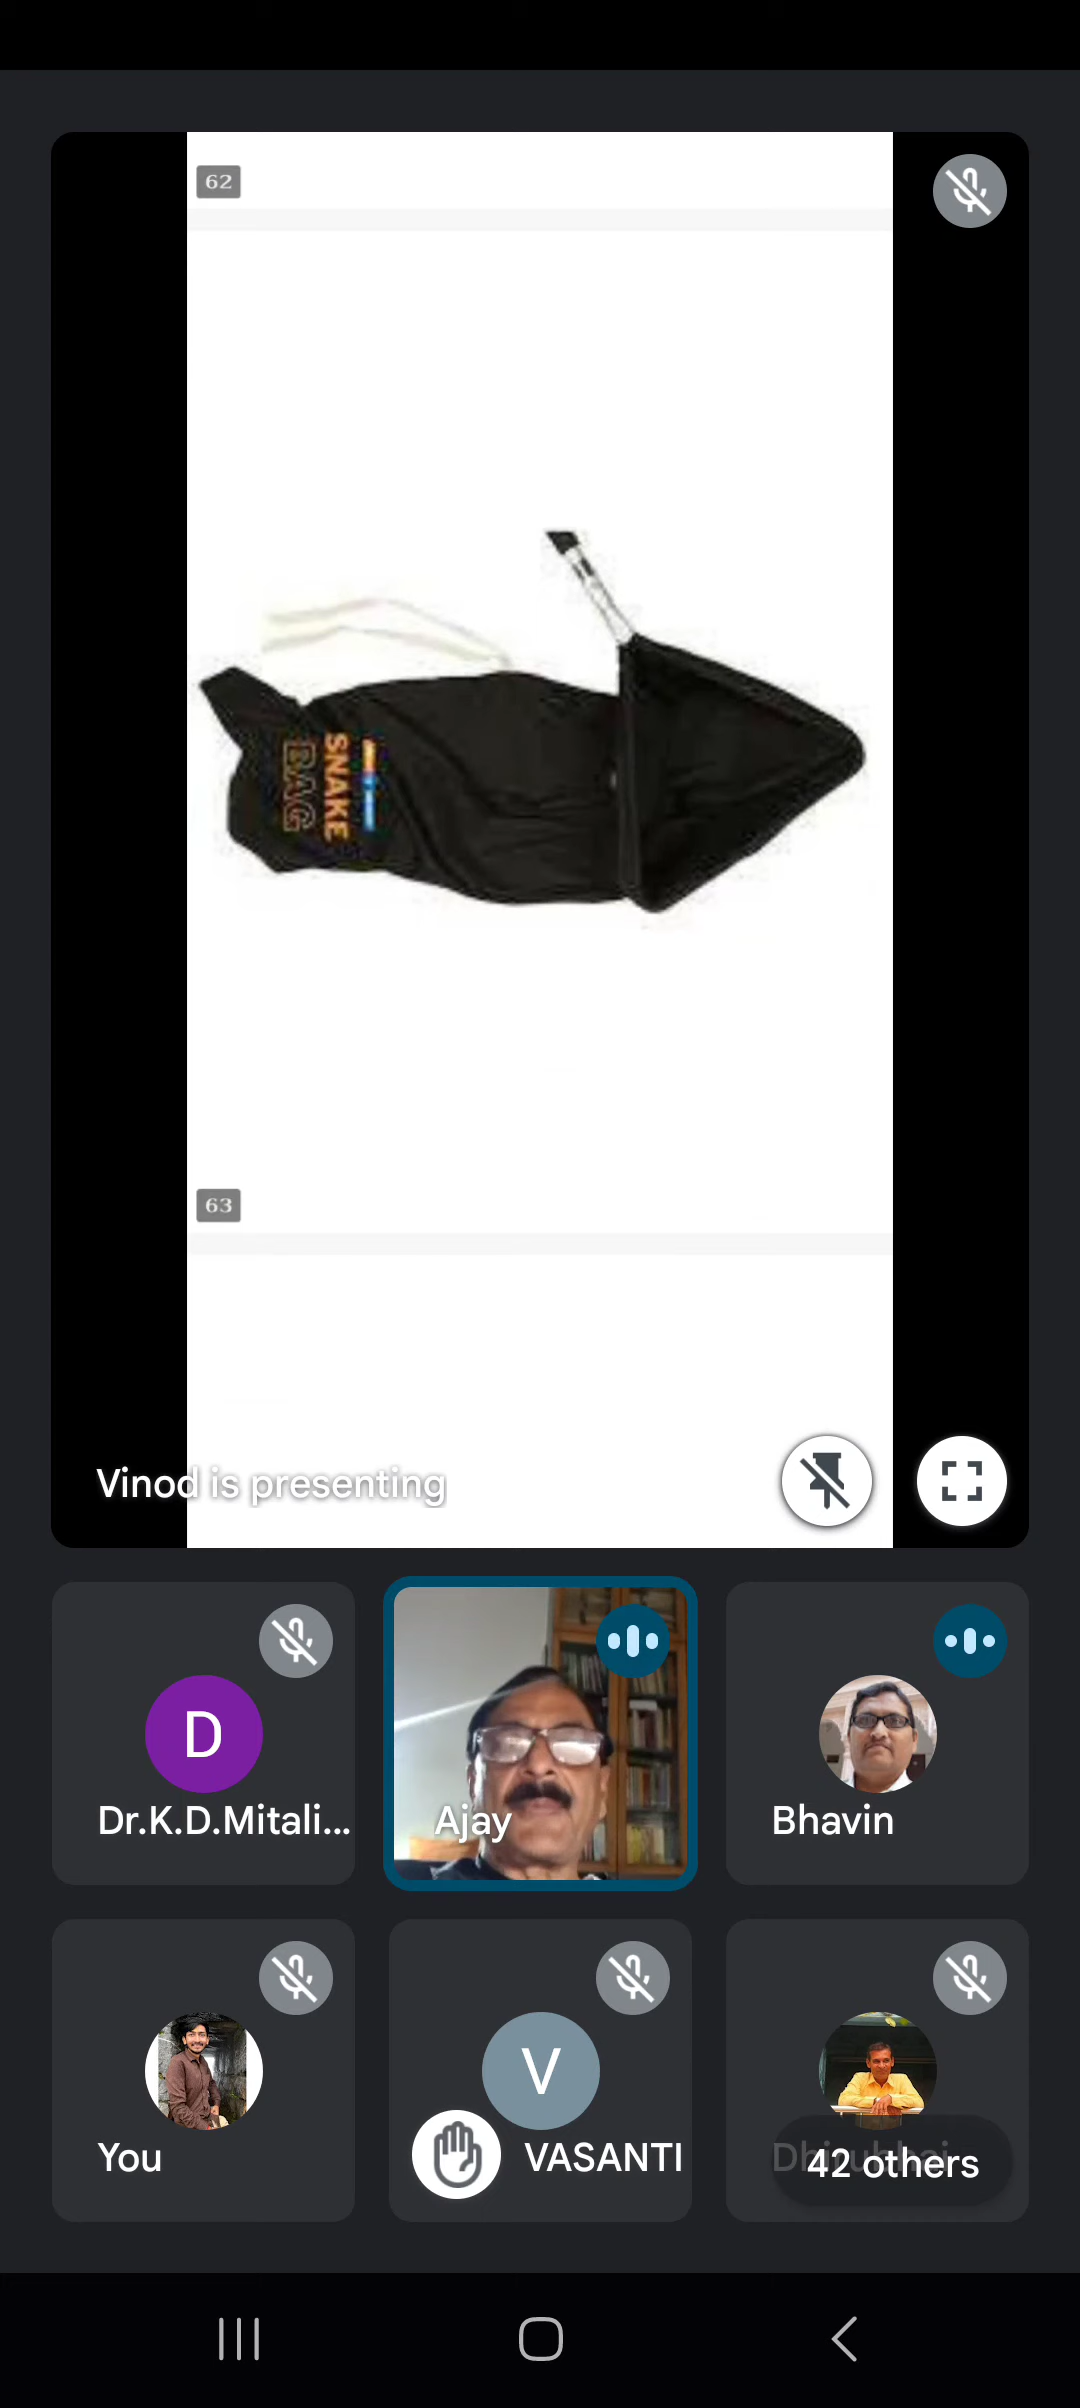 62
SNAKE
BAG
63
Vinod is presenting
D
Dr.K.D.Mitali...
Ajay
Bhavin
You
V
VASANTI
42 others